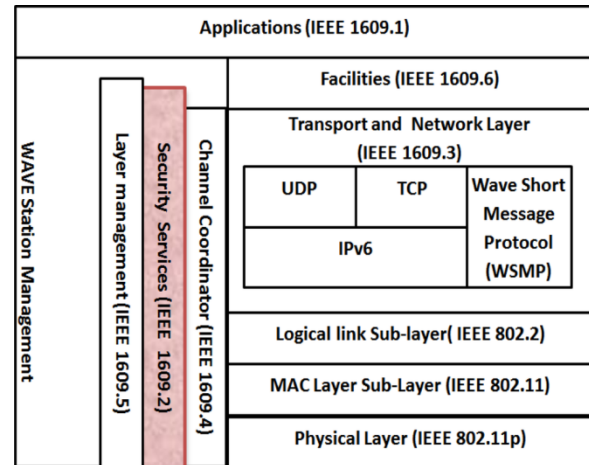 Applications (IEEE 1609.1)
WAVE Station Management
Layer management (IEEE 1609.5)
Security Services (IEEE 1609.2)
Channel Coordinator (IEEE 1609.4)
Facilities (IEEE 1609.6)
Transport and Network Layer
(IEEE 1609.3)
UDP
TCP
IPv6
Wave Short
Message
Protocol
(WSMP)
Logical link Sub-layer( IEEE 802.2)
MAC Layer Sub-Layer (IEEE 802.11)
Physical Layer (IEEE 802.11p)